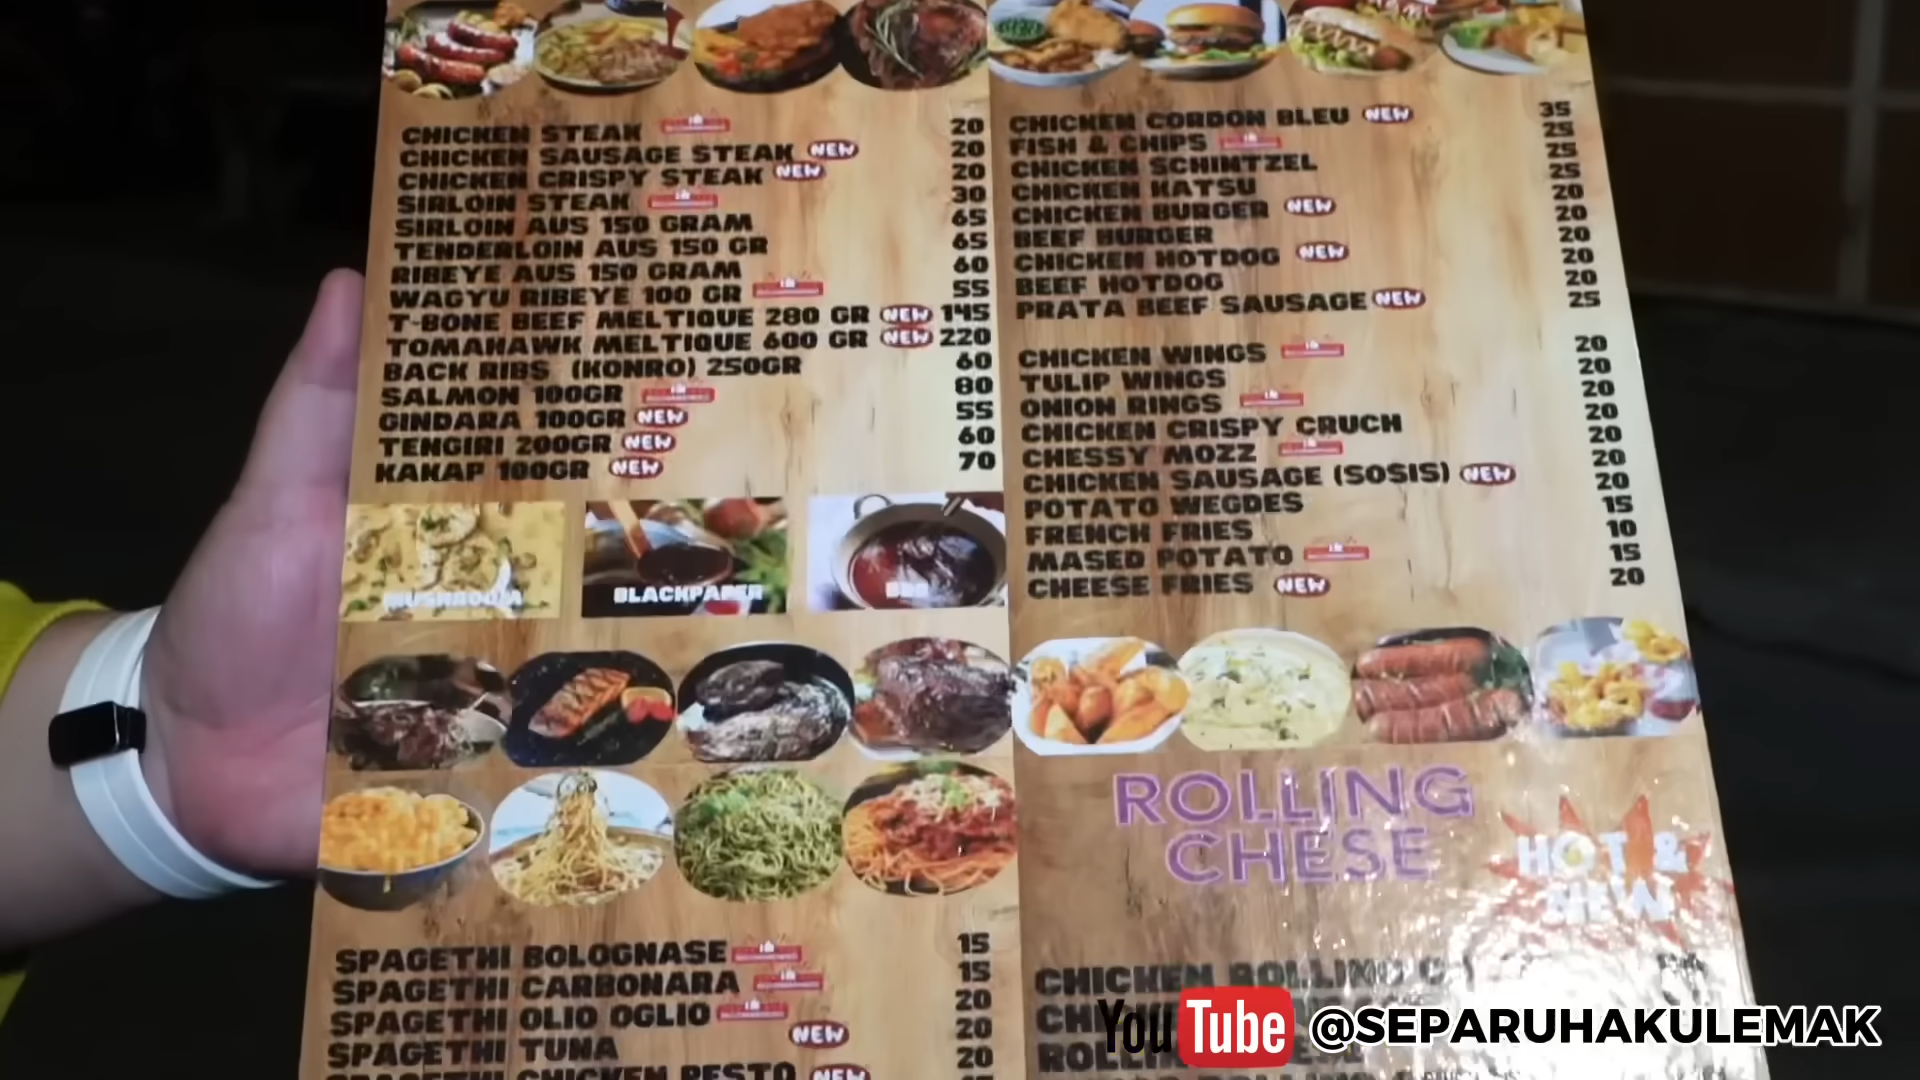 CHICKEN STEAK 20
CHICKEN SAUSAGE STEAK NEW 20
CHICKEN CRISPY STEAK NEW 20
SIRLOIN STEAK 30
SIRLOIN AUS 150 GRAM 65
TENDERLOIN AUS 150 GR 65
RIBEYE AUS 150 GRAM 60
WAGYU RIBEYE 100 GR 55
T-BONE BEEF MELTIQUE 280 GR NEW 145
TOMAHAWK MELTIQUE 600 GR NEW 220
BACK RIBS (KONRO) 250GR 60
SALMON 100GR 80
GINDARA 100GR NEW 55
TENGIRI 200GR NEW 60
KAKAP 100GR NEW 70
MUSHROOM BLACKPAPER BBQ
SPAGETHI BOLOGNASE 15
SPAGETHI CARBONARA 15
SPAGETHI OLIO OGLIO 20
SPAGETHI TUNA NEW 20
SPAGETHI CHICKEN PESTO NEW 20
CHICKEN CORDON BLEU NEW 35
FISH & CHIPS 25
CHICKEN SCHINTZEL 25
CHICKEN KATSU 25
CHICKEN BURGER NEW 20
BEEF BURGER 20
CHICKEN HOTDOG NEW 20
BEEF HOTDOG 20
PRATA BEEF SAUSAGE NEW 20
25
CHICKEN WINGS 20
TULIP WINGS 20
ONION RINGS 20
CHICKEN CRISPY CRUCH 20
CHESSY MOZZ 20
CHICKEN SAUSAGE (SOSIS) NEW 20
POTATO WEGDES 20
FRENCH FRIES 15
MASED POTATO 10
CHEESE FRIES NEW 15
20
ROLLING
CHESE
HOT &
NEW
CHICKEN ROLLING
YouTube @SEPARUHAKULEMAK